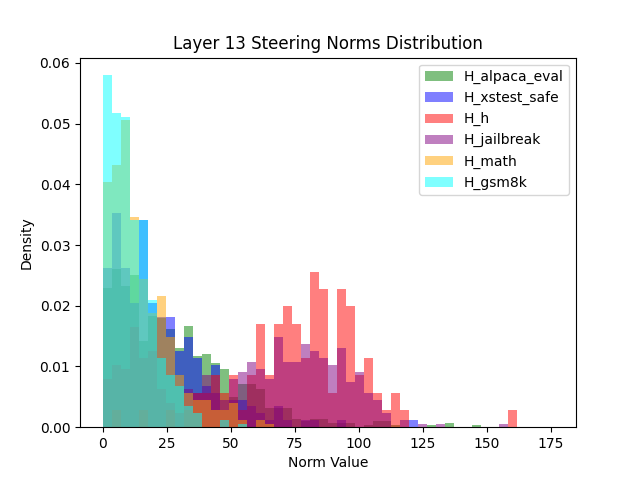 Layer 13 Steering Norms Distribution
H_alpaca_eval
H_xstest_safe
H_h
H_jailbreak
H_math
H_gsm8k
Density
0.06
0.05
0.04
0.03
0.02
0.01
0.00
0 25 50 75 100 125 150 175
Norm Value